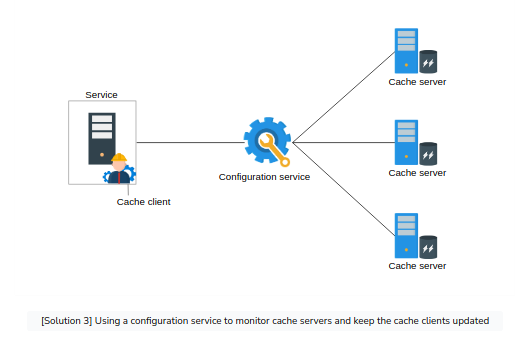 Cache server
Service
Cache server
Configuration service
Cache client
Cache server
[Solution 3] Using a configuration service to monitor cache servers and keep the cache clients updated